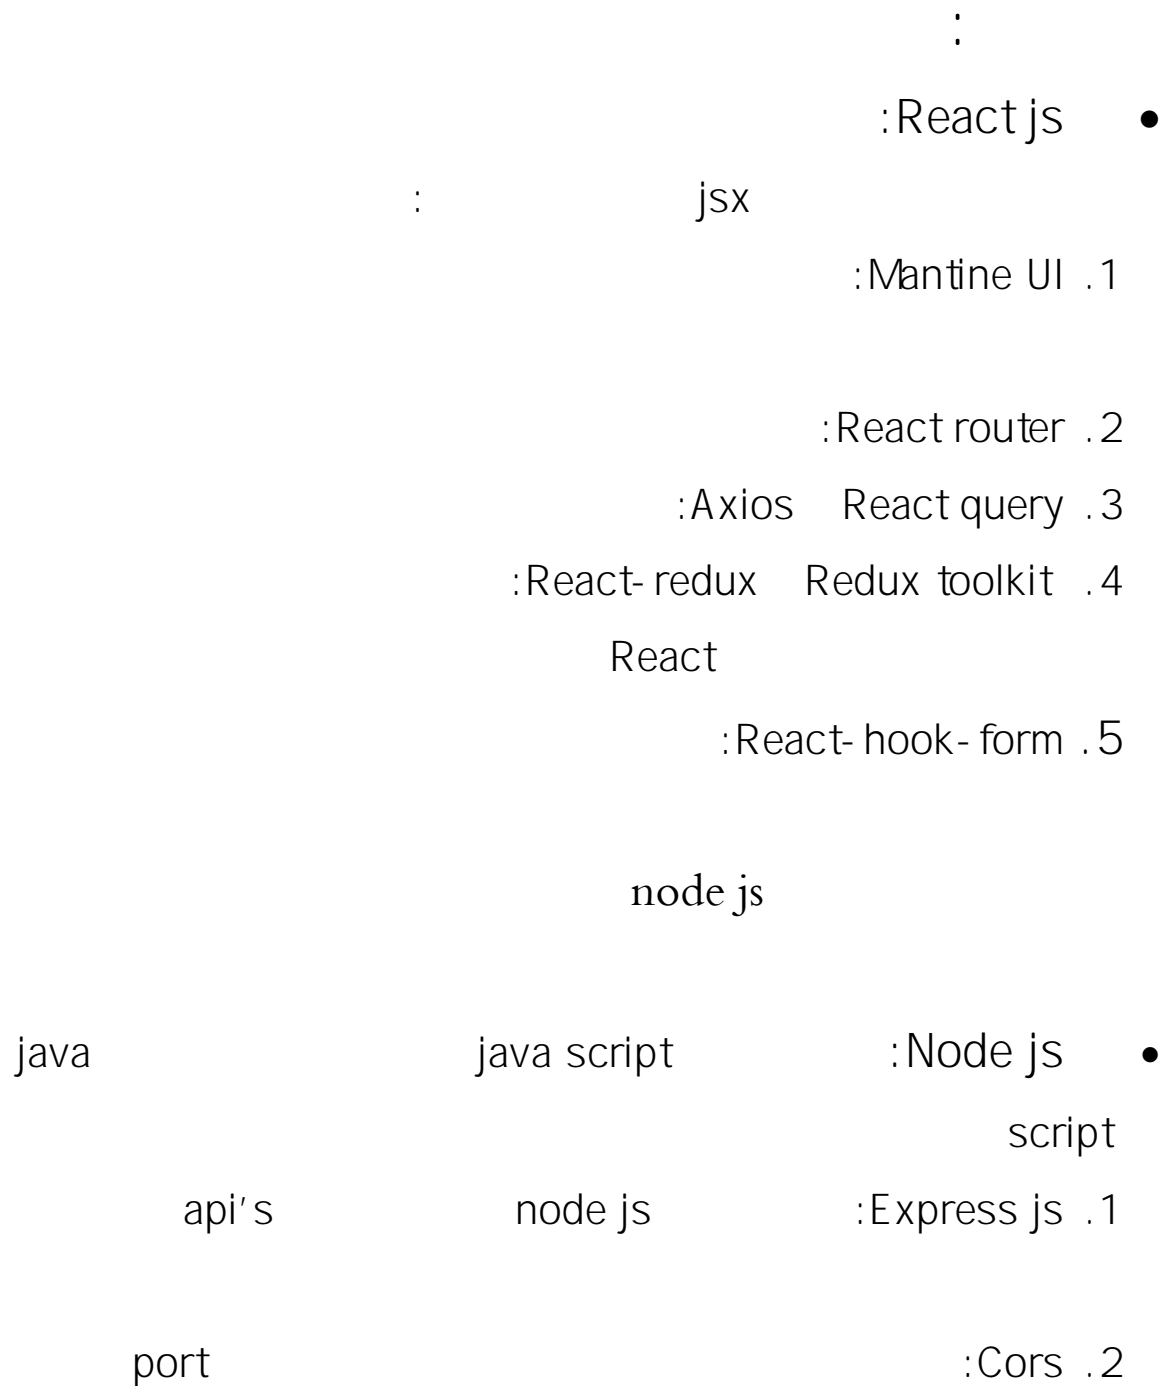 :
• React js:
jsx :
1. Mantine UI:
2. React router:
3. React query Axios:
4. Redux toolkit React-redux:
React
5. React-hook-form:
node js
• Node js: java script java
script
1. Express js: node js api's
2. Cors: port